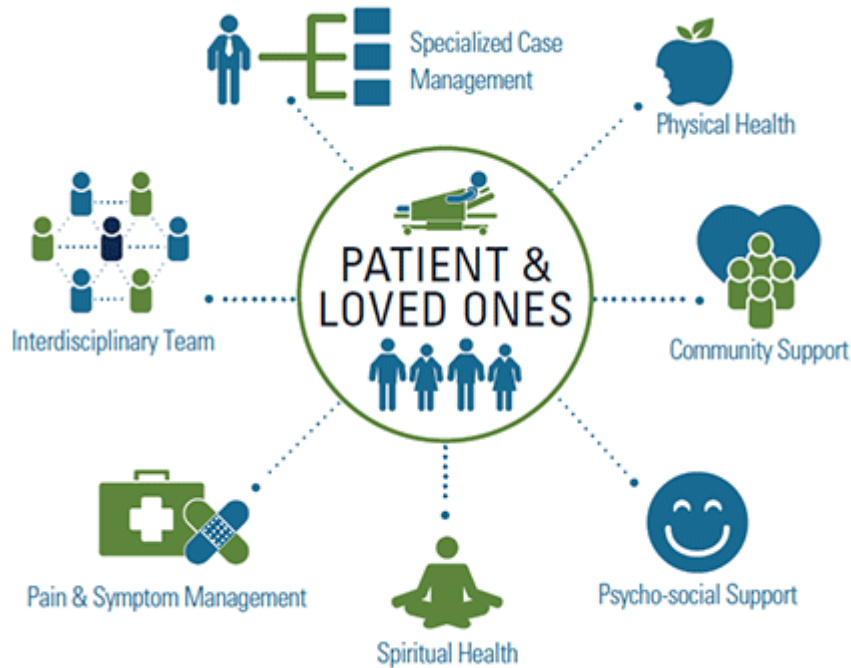 Specialized Case
Management
Physical Health
PATIENT &
LOVED ONES
Interdisciplinary Team
Community Support
Pain & Symptom Management
Psycho-social Support
Spiritual Health